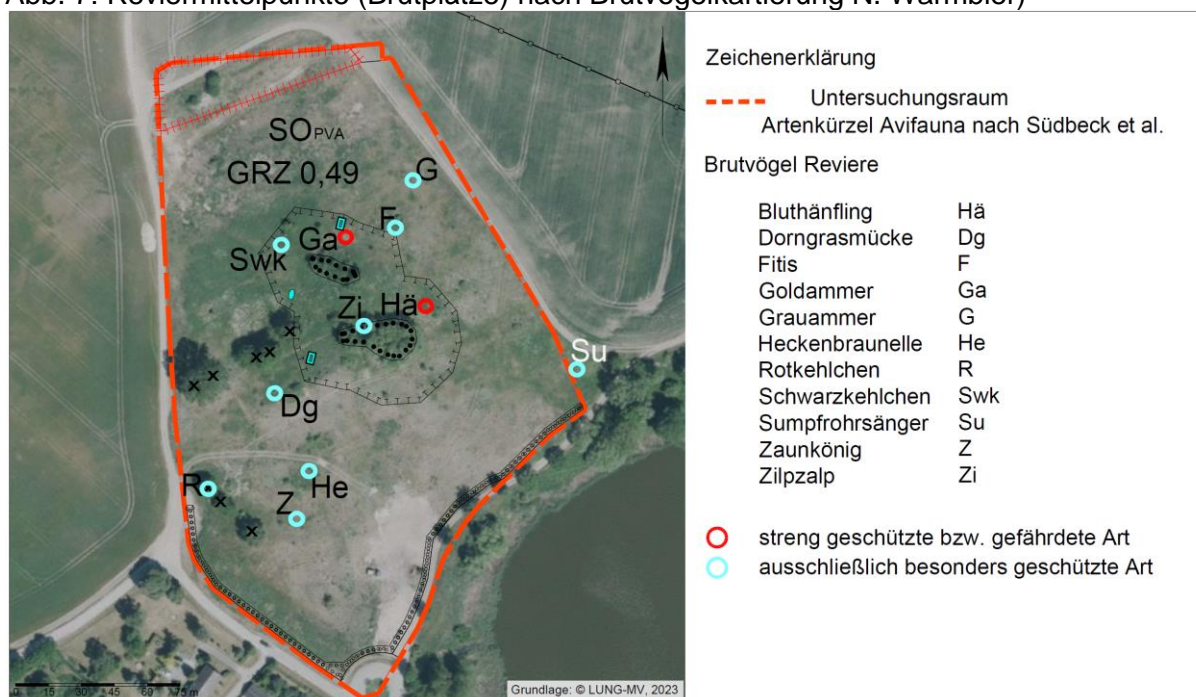 Abb. 7: Reviermittelpunkte (Brutplätze) nach Brutvogelkartierung N. Warmbier)
SO PVA
GRZ 0,49
G
F
Ga
Swk
Zi
Hä
Su
Dg
He
R
Z
0 15 30 45 60 75 m
Grundlage: © LUNG-MV, 2023
Zeichenerklärung
Untersuchungsraum
Artenkürzel Avifauna nach Südbeck et al.
Brutvögel Reviere
Bluthänfling Hä
Dorngrasmücke Dg
Fitis F
Goldammer Ga
Grauammer G
Heckenbraunelle He
Rotkehlchen R
Schwarzkehlchen Swk
Sumpfrohrsänger Su
Zaunkönig Z
Zilpzalp Zi
streng geschützte bzw. gefährdete Art
ausschließlich besonders geschützte Art